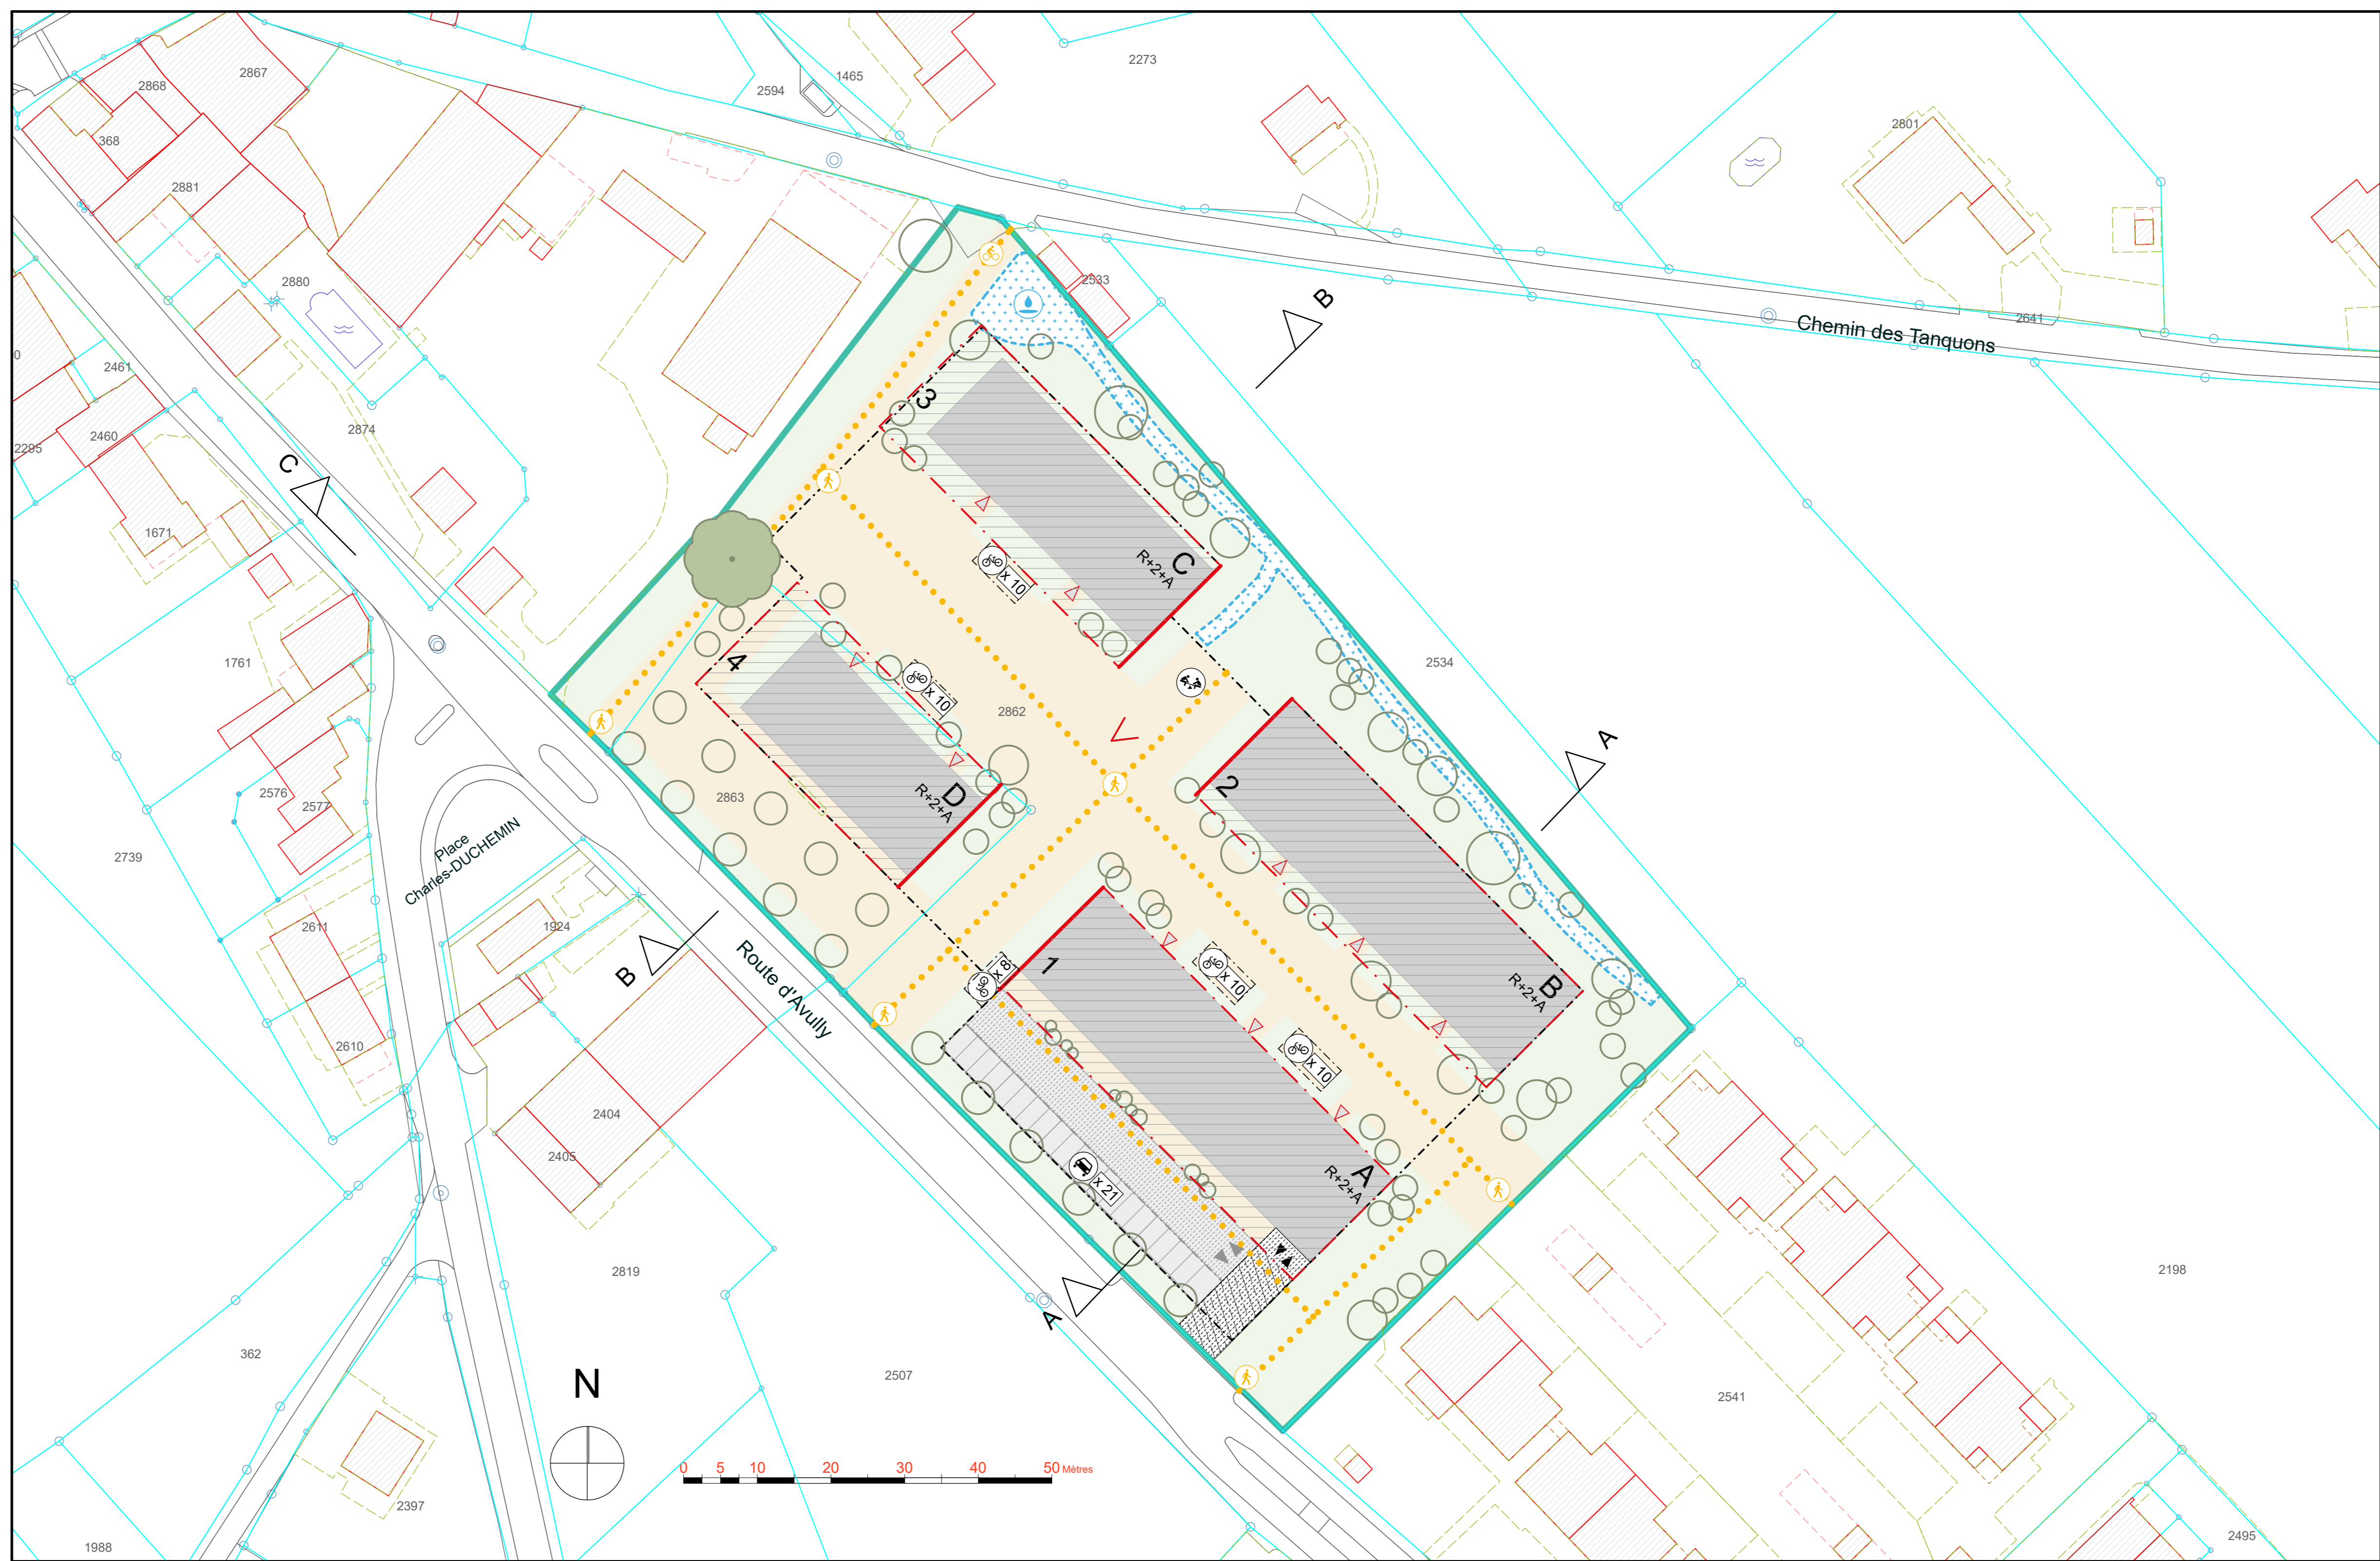 2273
2867
2868
1465
2594
2801
368
2881
2880
2533
B
2641
Chemin des Tanquons
0
2461
2460
2874
3
2295
C
1671
C
R+2+A
x 10
4
1761
2534
x 10
2862
A
2
D
R+2+A
2863
2576
2577
Place
Charles-DUCHEMIN
2739
2611
1924
1
x 8
B
Route d'Avully
x 10
B
R+2+A
2610
x 10
2404
2405
x 21
A
R+2+A
2819
2198
A
362
N
2507
2541
0 5 10 20 30 40 50 Mètres
2397
1988
2495